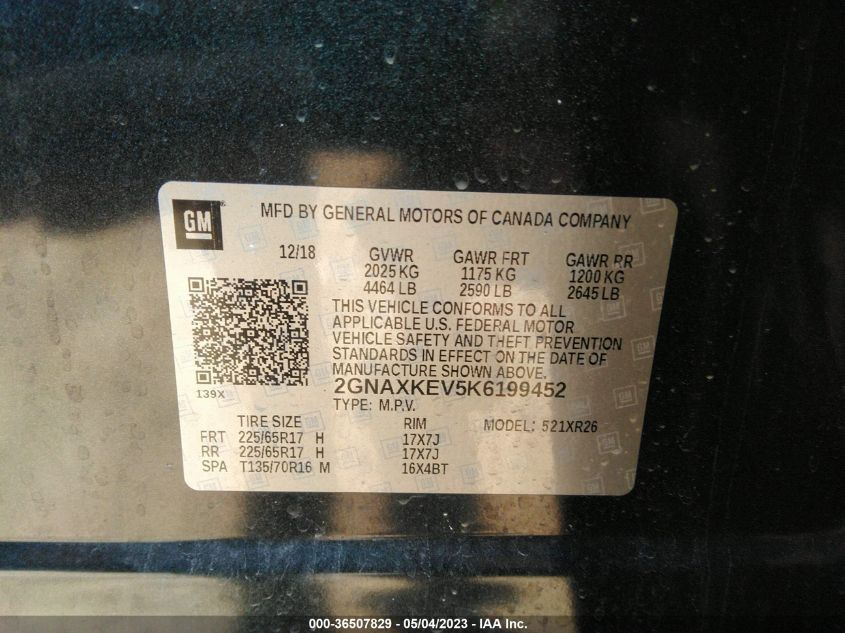 GM
MFD BY GENERAL MOTORS OF CANADA COMPANY
12/18 GVWR GAWR FRT GAWR RR
2025 KG 1175 KG 1200 KG
4464 LB 2590 LB 2645 LB
THIS VEHICLE CONFORMS TO ALL
APPLICABLE U.S. FEDERAL MOTOR
VEHICLE SAFETY AND THEFT PREVENTION
STANDARDS IN EFFECT ON THE DATE OF
MANUFACTURE SHOWN ABOVE.
139X
2GNAXKEV5K6199452
TYPE: M.P.V.
TIRE SIZE RIM MODEL: 521XR26
FRT 225/65R17 H 17X7J
RR 225/65R17 H 17X7J
SPA T135/70R16 M 16X4BT
000-36507829 - 05/04/2023 - IAA Inc.